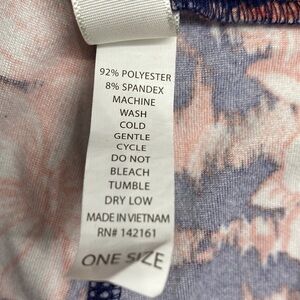 92% POLYESTER
8% SPANDEX
MACHINE
WASH
COLD
GENTLE
CYCLE
DO NOT
BLEACH
TUMBLE
DRY LOW
MADE IN VIETNAM
RN# 142161
ONE SIZE